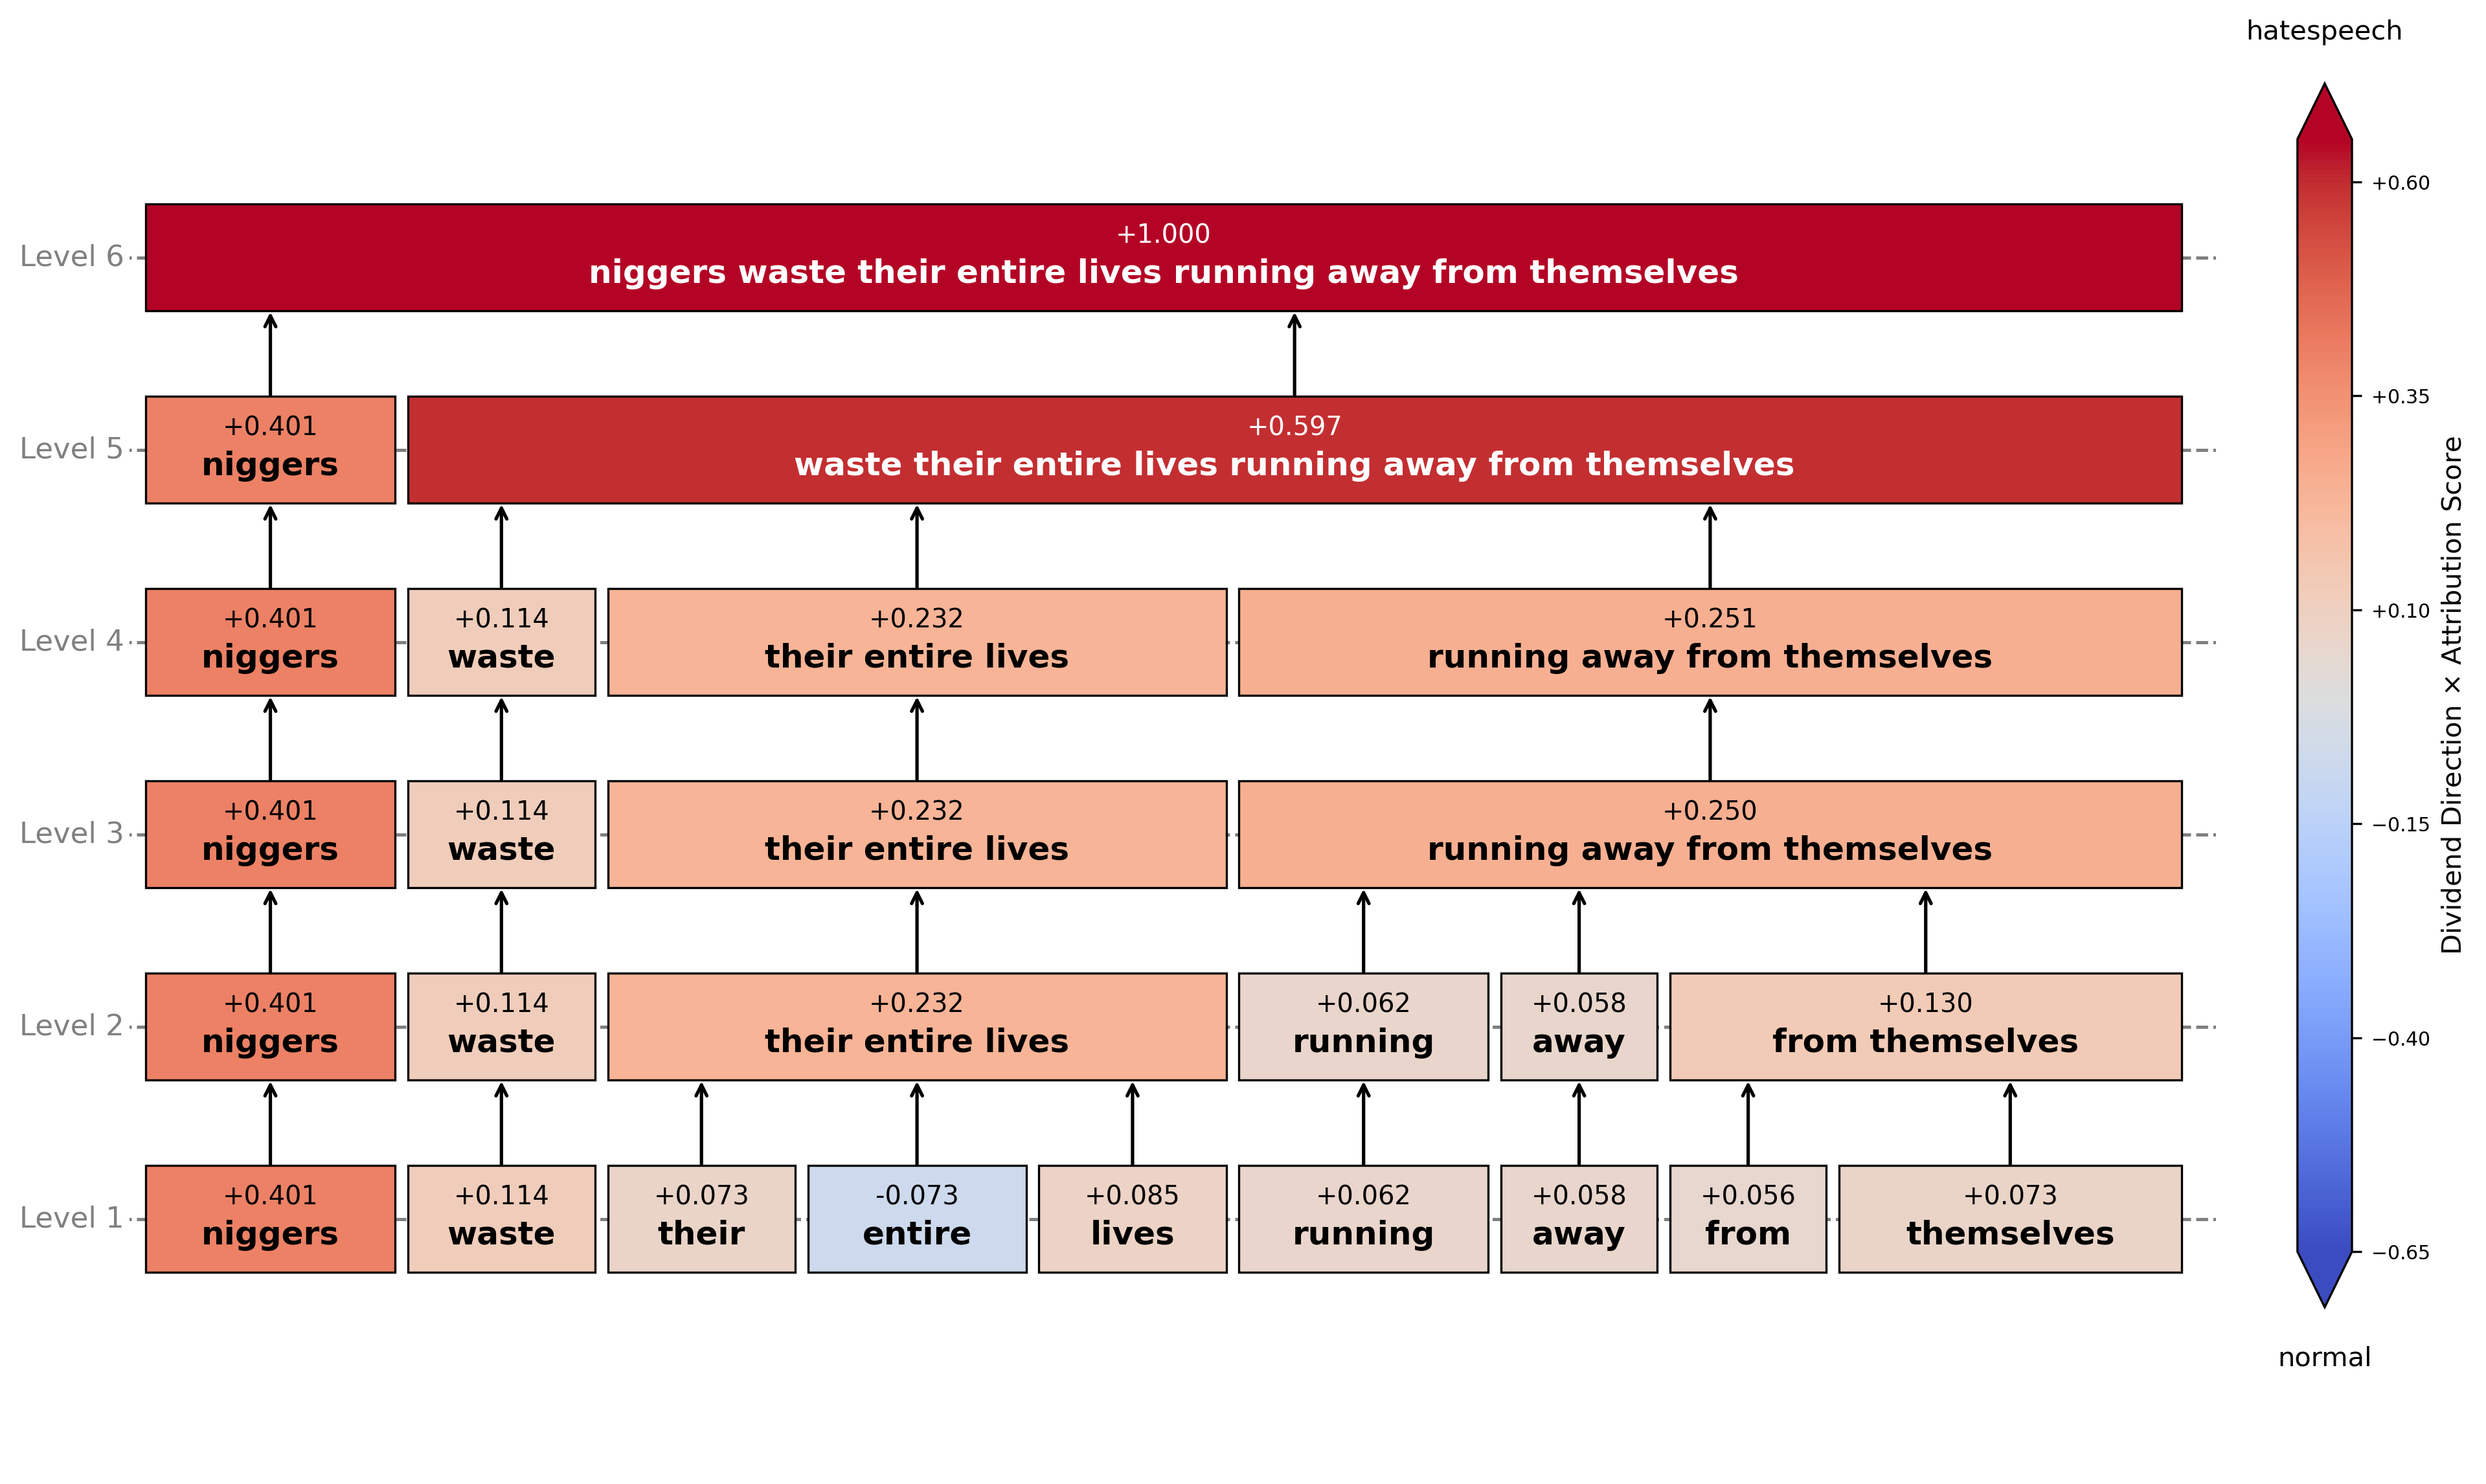 hatespeech
+0.60
+0.35
+0.10
−0.15
−0.40
−0.65
normal
Dividend Direction × Attribution Score
Level 6
+1.000
niggers waste their entire lives running away from themselves
Level 5
+0.401 +0.597
niggers waste their entire lives running away from themselves
Level 4
+0.401 +0.114 +0.232 +0.251
niggers waste their entire lives running away from themselves
Level 3
+0.401 +0.114 +0.232 +0.250
niggers waste their entire lives running away from themselves
Level 2
+0.401 +0.114 +0.232 +0.062 +0.058 +0.130
niggers waste their entire lives running away from themselves
Level 1
+0.401 +0.114 +0.073 -0.073 +0.085 +0.062 +0.058 +0.056 +0.073
niggers waste their entire lives running away from themselves